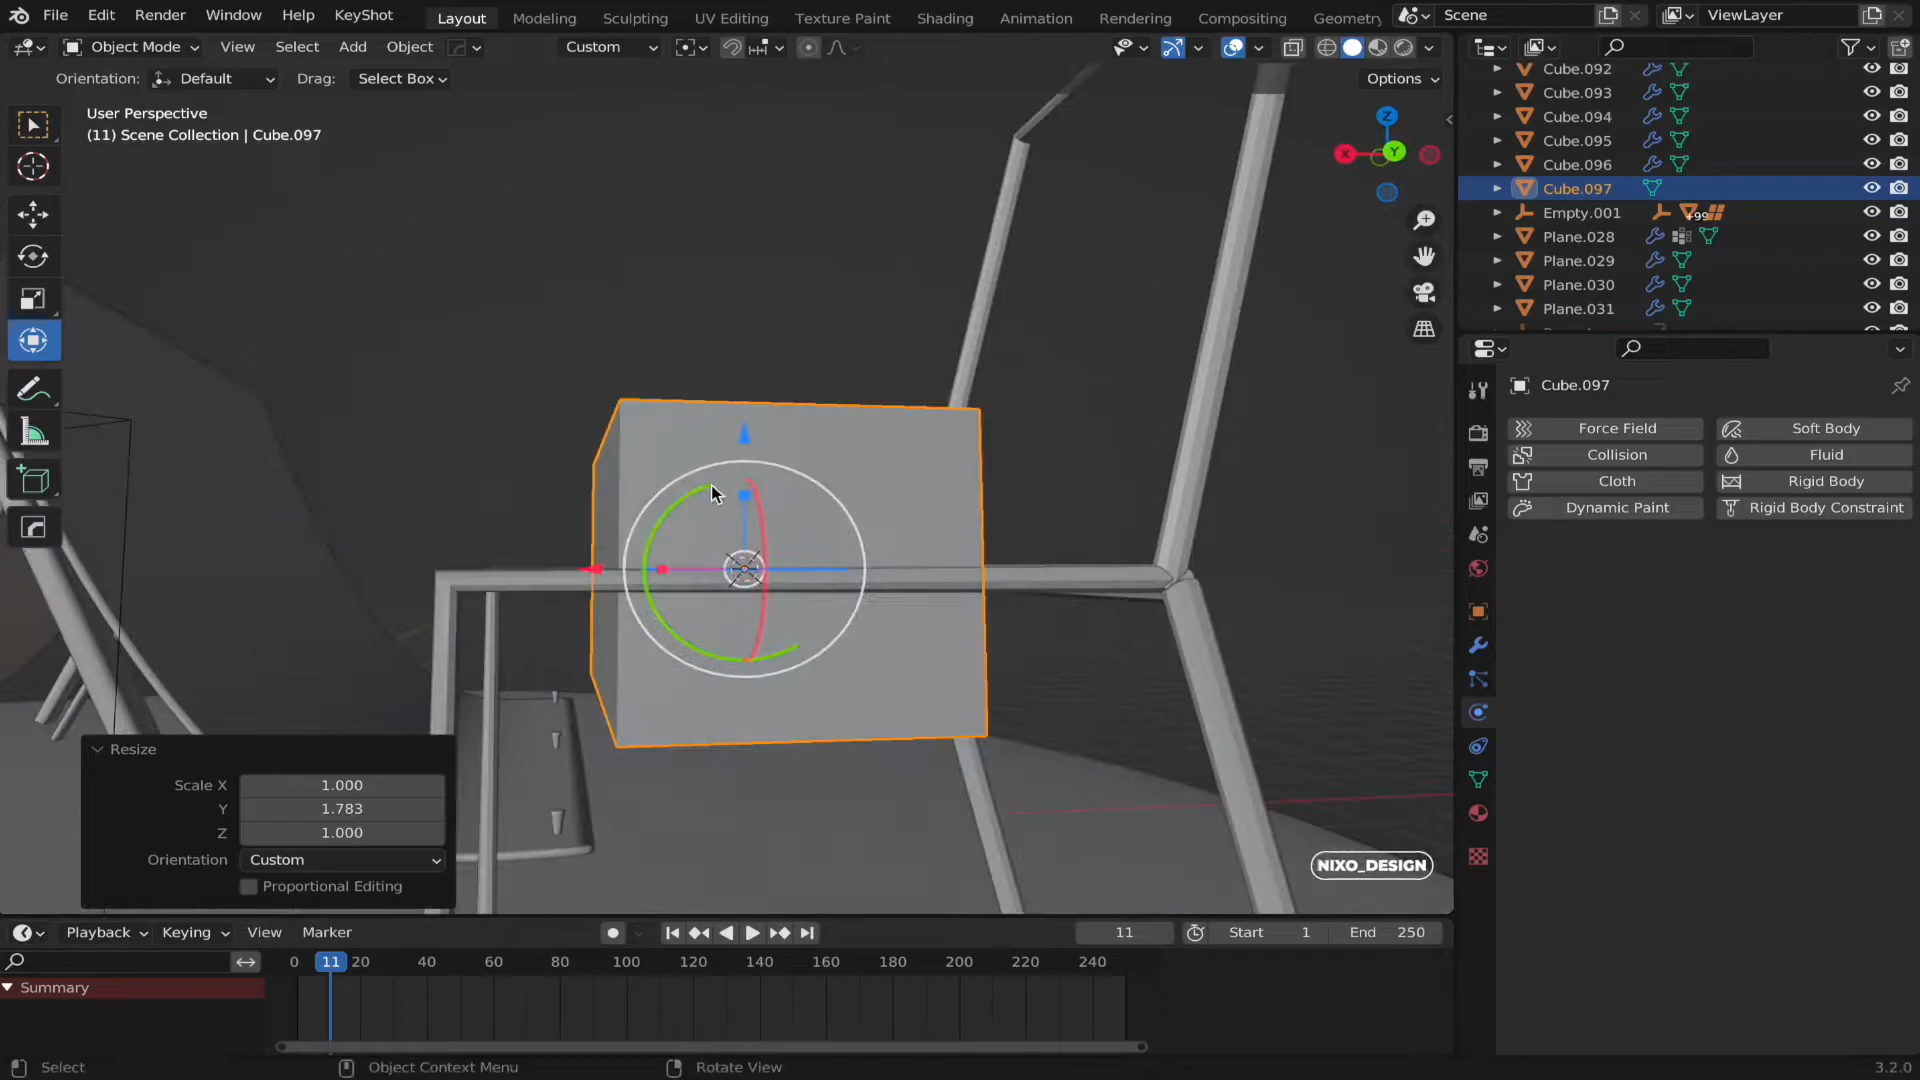 File Edit Render Window Help KeyShot Layout Modeling Sculpting UV Editing Texture Paint Shading Animation Rendering Compositing Geometry Scene ViewLayer
Object Mode View Select Add Object Custom
Orientation: Default Drag: Select Box Options
User Perspective
(11) Scene Collection | Cube.097
Z
X
Y
Cube.092
Cube.093
Cube.094
Cube.095
Cube.096
Cube.097
Empty.001 +99
Plane.028
Plane.029
Plane.030
Plane.031
Cube.097
Force Field Soft Body
Collision Fluid
Cloth Rigid Body
Dynamic Paint Rigid Body Constraint
Resize
Scale X 1.000
Y 1.783
Z 1.000
Orientation Custom
Proportional Editing
NIXO_DESIGN
Playback Keying View Marker 11 Start 1 End 250
0 11 20 40 60 80 100 120 140 160 180 200 220 240
Summary
Select Object Context Menu Rotate View 3.2.0